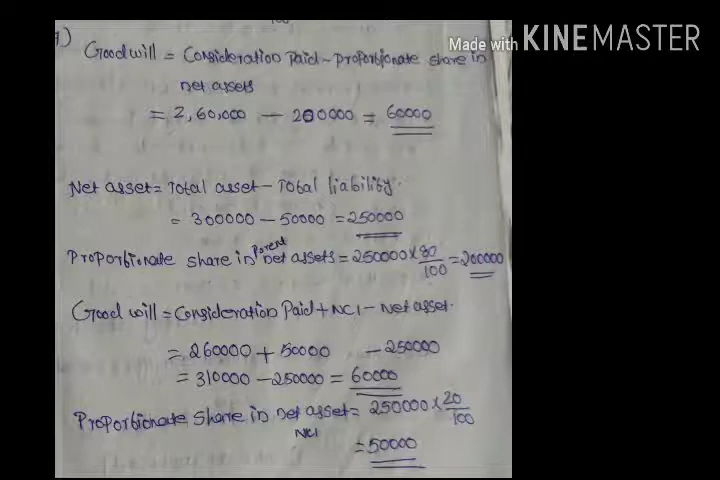 Made with KINEMASTER
1)
Goodwill = Consideration Paid - Proportionate share in
net assets
= 2,60,000 - 200000 = 60000
Net asset = Total asset - Total liability.
= 300000 - 50000 = 250000
Parent
Proportionate share in net assets = 250000 × 80/100 = 200000
Good will = Consideration Paid + NCI - Net asset.
= 260000 + 50000 - 250000
= 310000 - 250000 = 60000
Proportionate share in net asset = 250000 × 20/100
NCI
= 50000